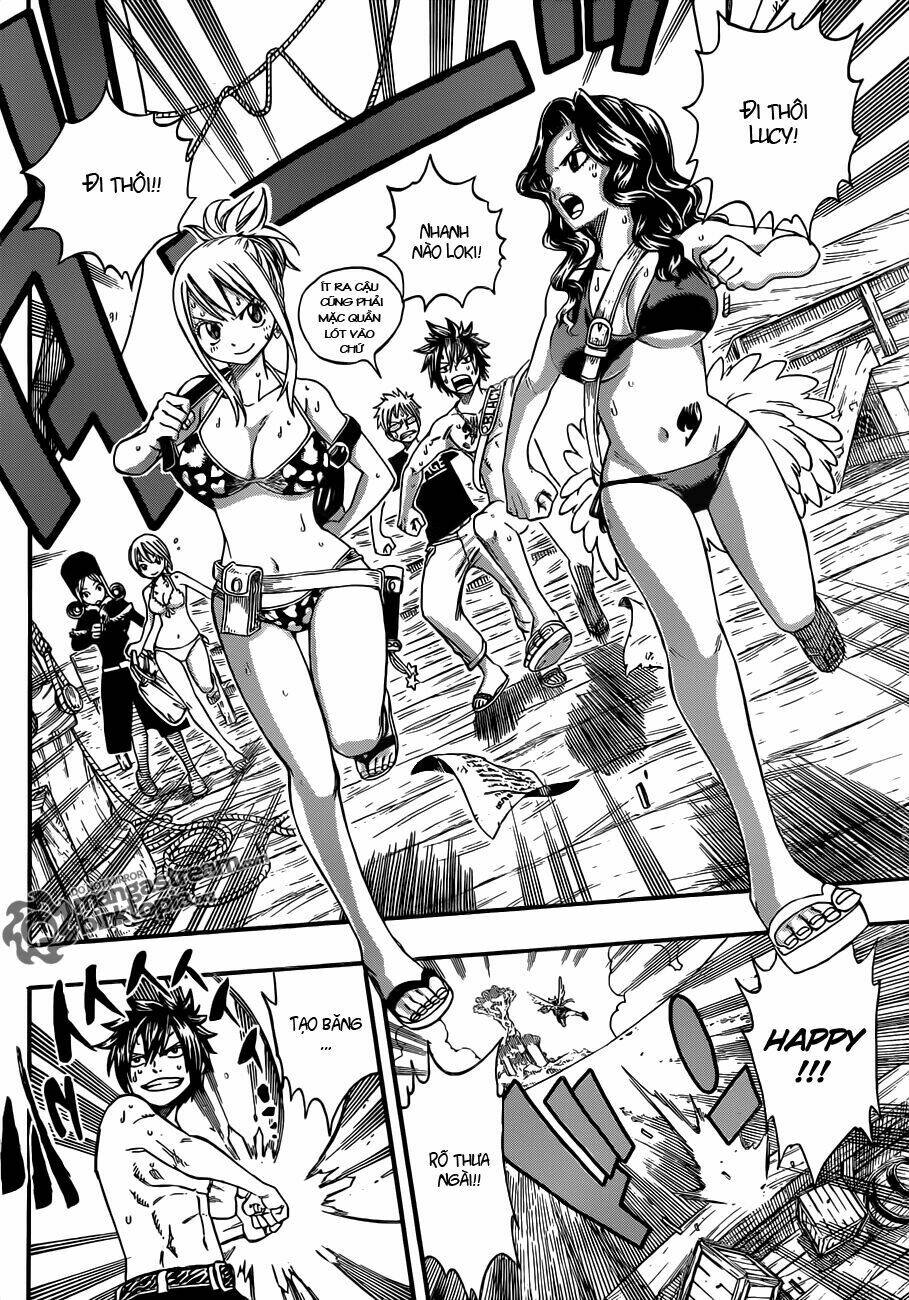 ĐI THÔI
LUCY!
ĐI THÔI!!
NHANH
NÀO LOKI!!
ÍT RA CẬU
CŨNG PHẢI
MẶC QUẦN
LÓT VÀO
CHỨ
mangastream
TẠO BĂNG
...
HAPPY
!!!
RÕ THƯA
NGÀI!!